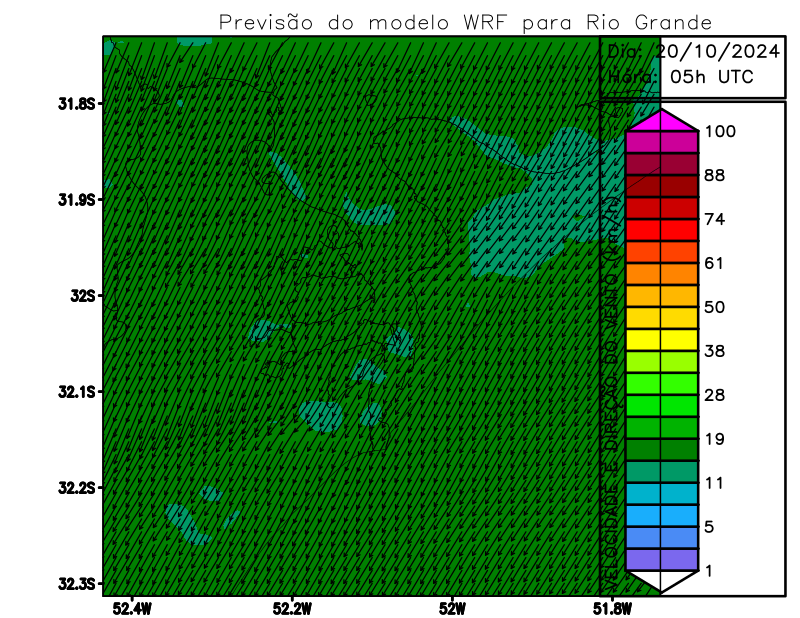 Previsão do modelo WRF para Rio Grande
Dia: 20/10/2024
Hora: 05h UTC
31.8S
31.9S
32S
32.1S
32.2S
32.3S
52.4W
52.2W
52W
51.8W
VELOCIDADE E DIREÇÃO DO VENTO (km/h)
100
88
74
61
50
38
28
19
11
5
1